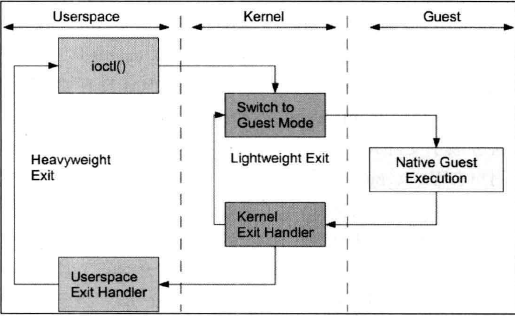 Userspace
Kernel
Guest
ioctl()
Switch to
Guest Mode
Heavyweight
Exit
Lightweight Exit
Native Guest
Execution
Kernel
Exit Handler
Userspace
Exit Handler